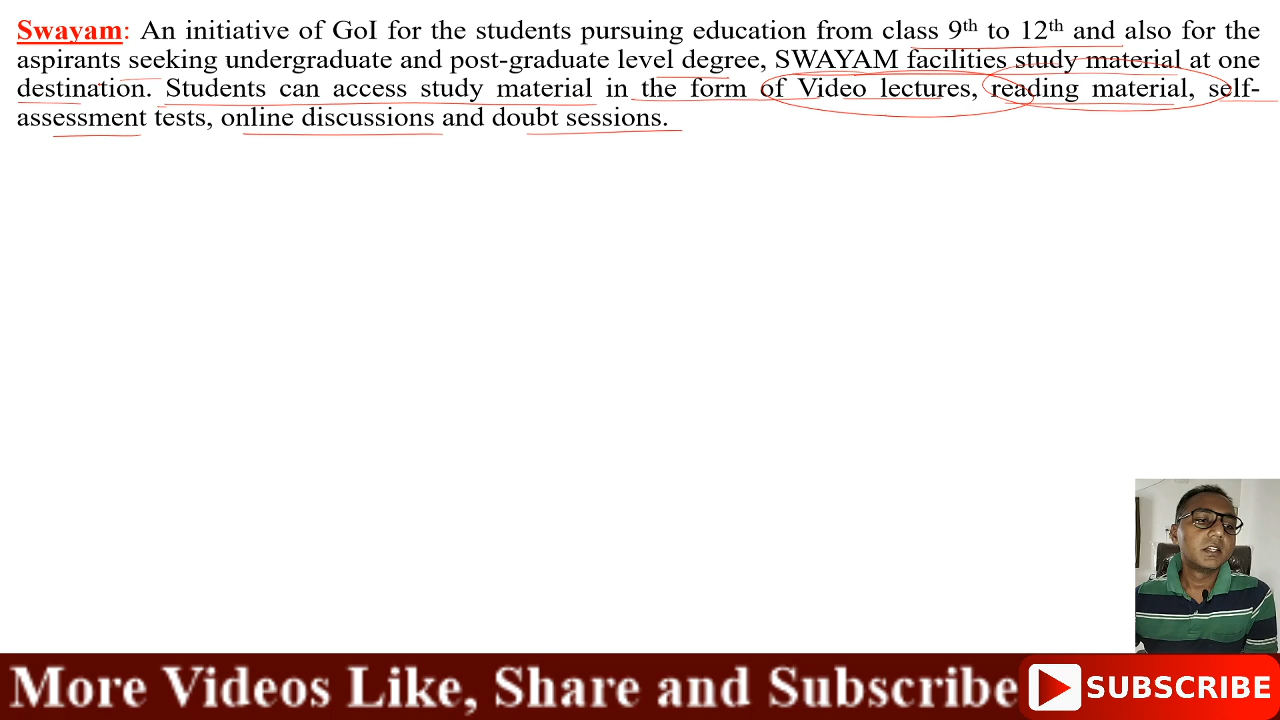 Swayam: An initiative of GoI for the students pursuing education from class 9th to 12th and also for the
aspirants seeking undergraduate and post-graduate level degree, SWAYAM facilities study material at one
destination. Students can access study material in the form of Video lectures, reading material, self-
assessment tests, online discussions and doubt sessions.
More Videos Like, Share and Subscribe
SUBSCRIBE